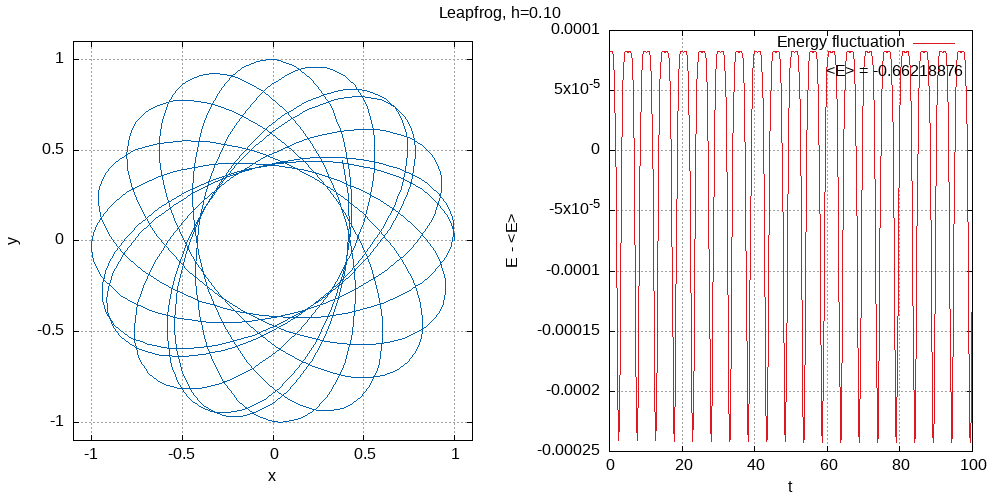 Leapfrog, h=0.10
1
0.5
0
-0.5
-1
-1
-0.5
0
0.5
1
x
y
0.0001
5x10-5
0
-5x10-5
-0.0001
-0.00015
-0.0002
-0.00025
0
20
40
60
80
100
t
E - <E>
Energy fluctuation
<E> = -0.66218876